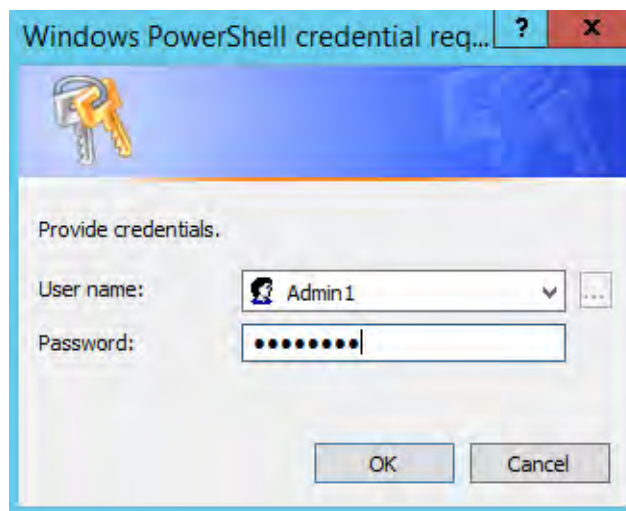 Windows PowerShell credential req... ? x
Provide credentials.
User name: Admin1 ...
Password: ••••••••
OK Cancel